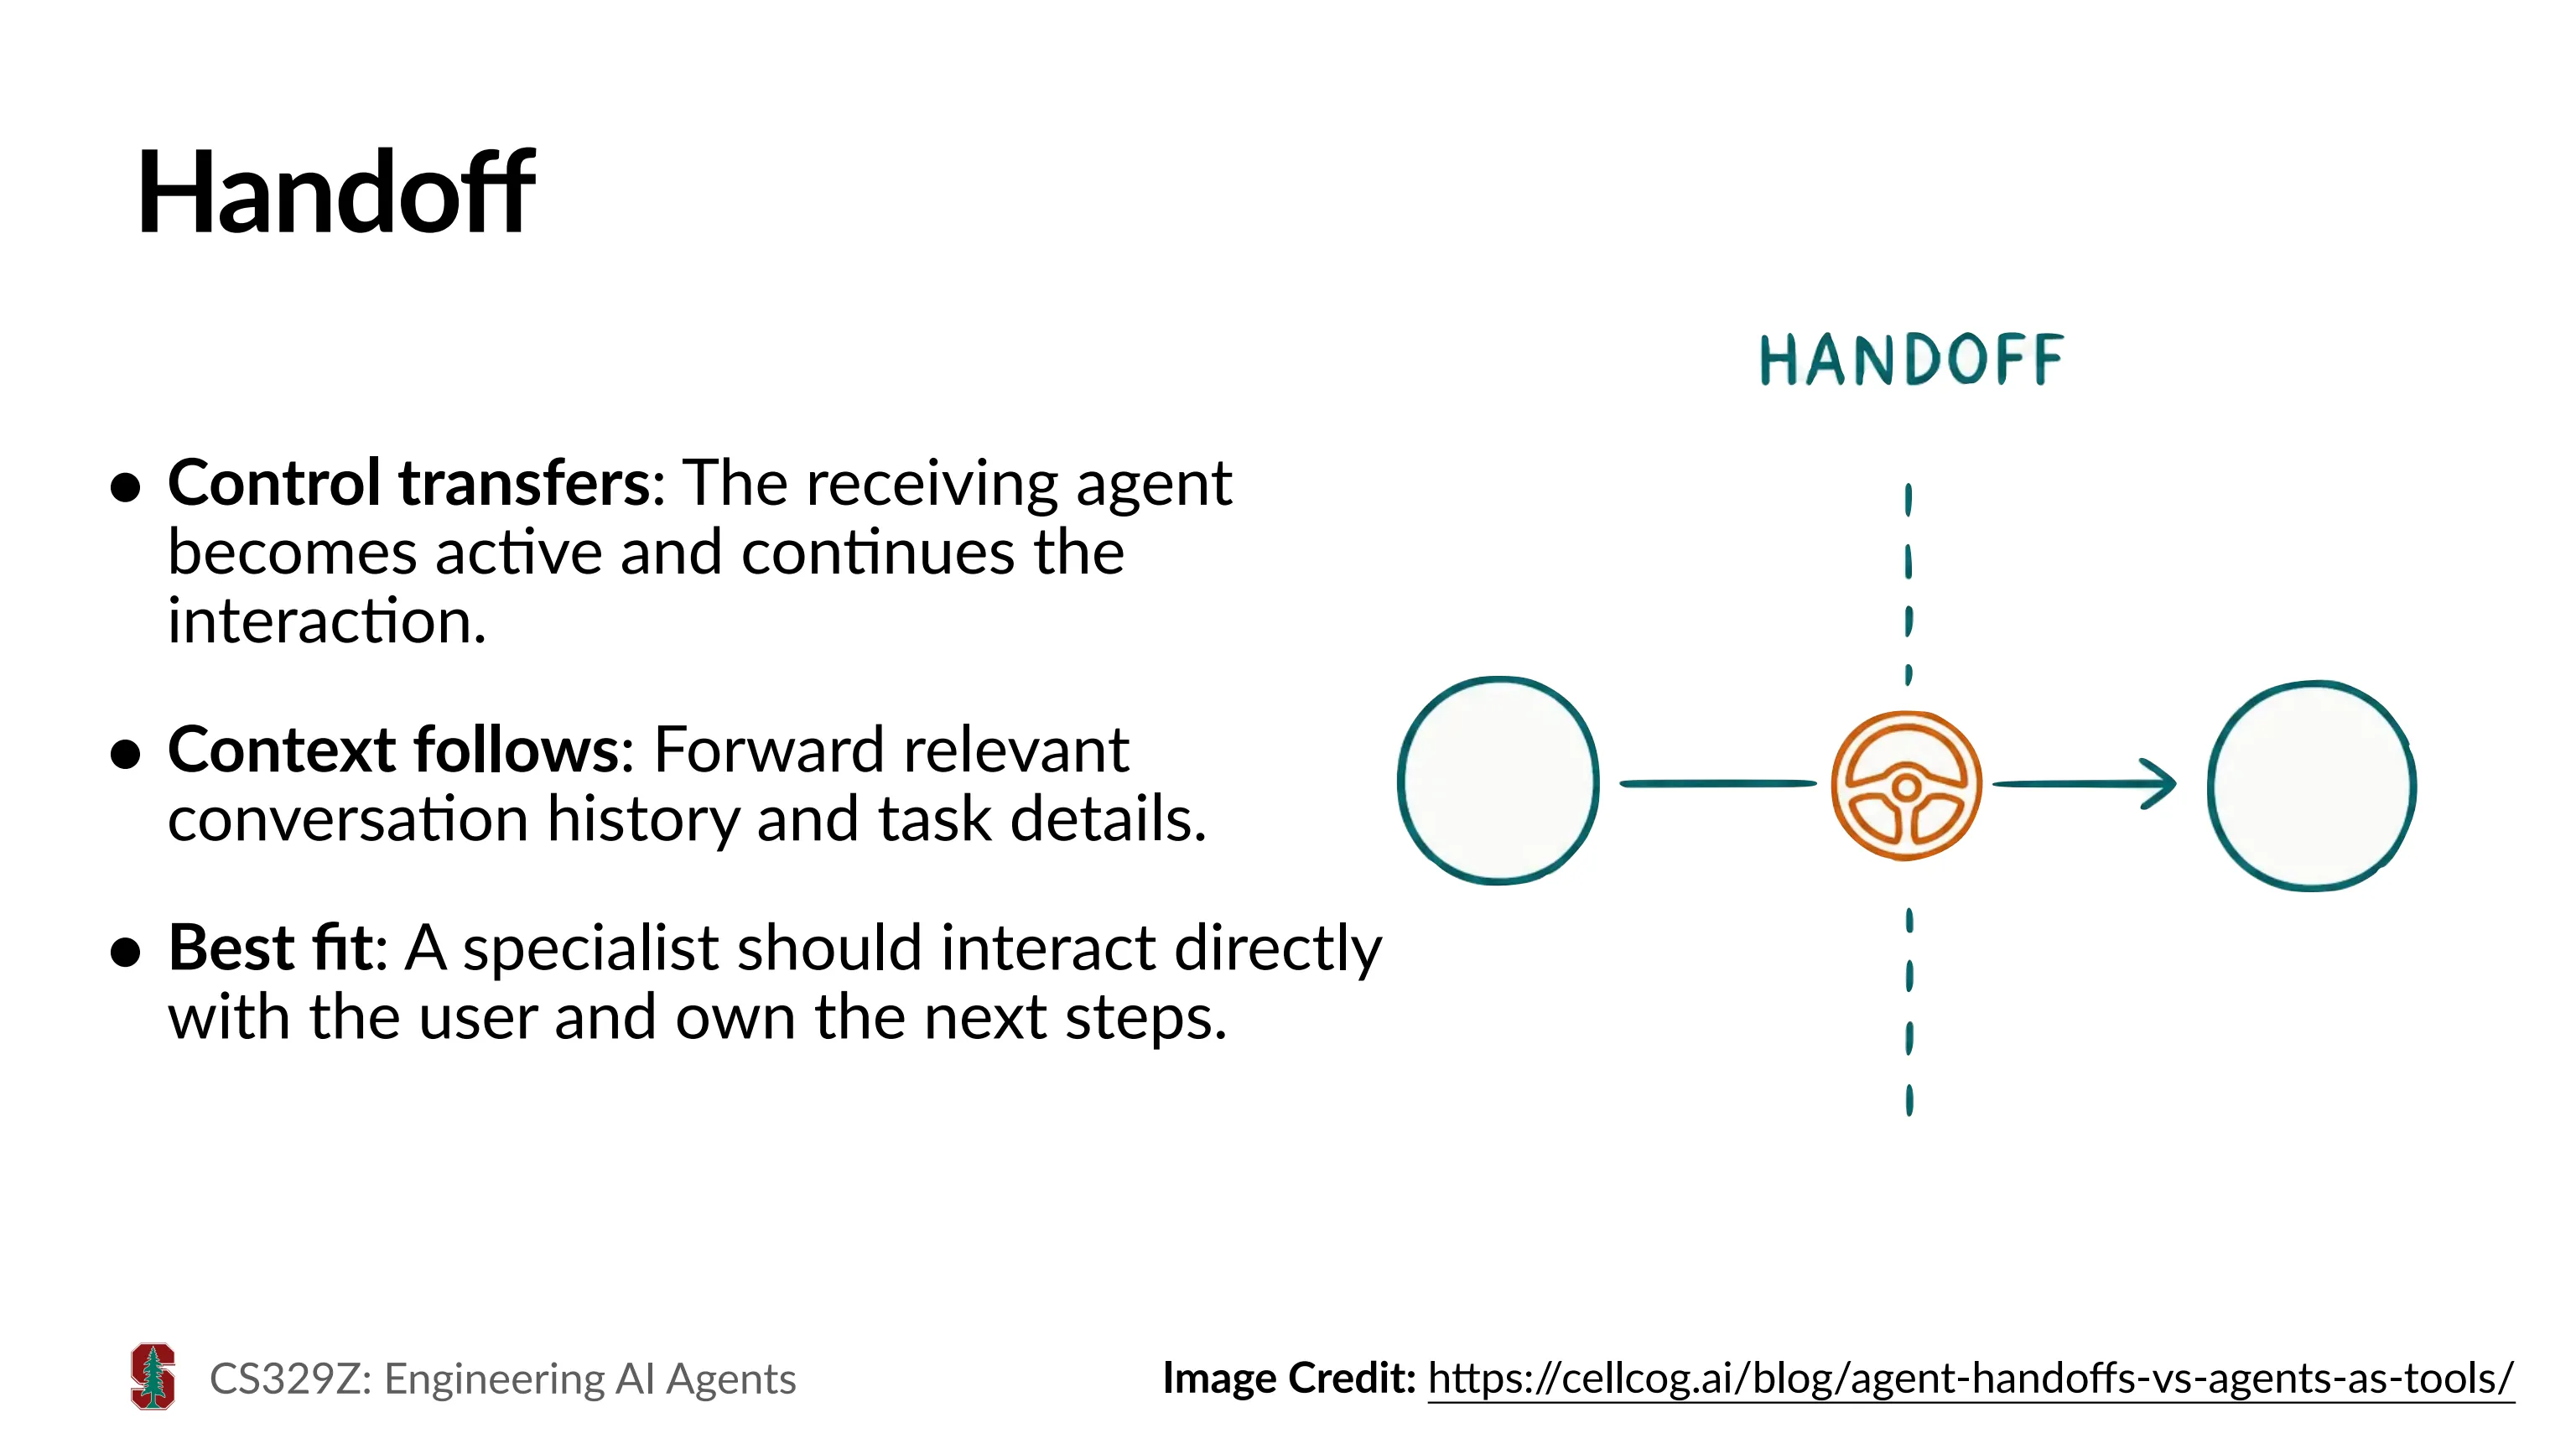 Handoff
HANDOFF
● Control transfers: The receiving agent
becomes active and continues the
interaction.
● Context follows: Forward relevant
conversation history and task details.
● Best fit: A specialist should interact directly
with the user and own the next steps.
CS329Z: Engineering AI Agents
Image Credit: https://cellcog.ai/blog/agent-handoffs-vs-agents-as-tools/